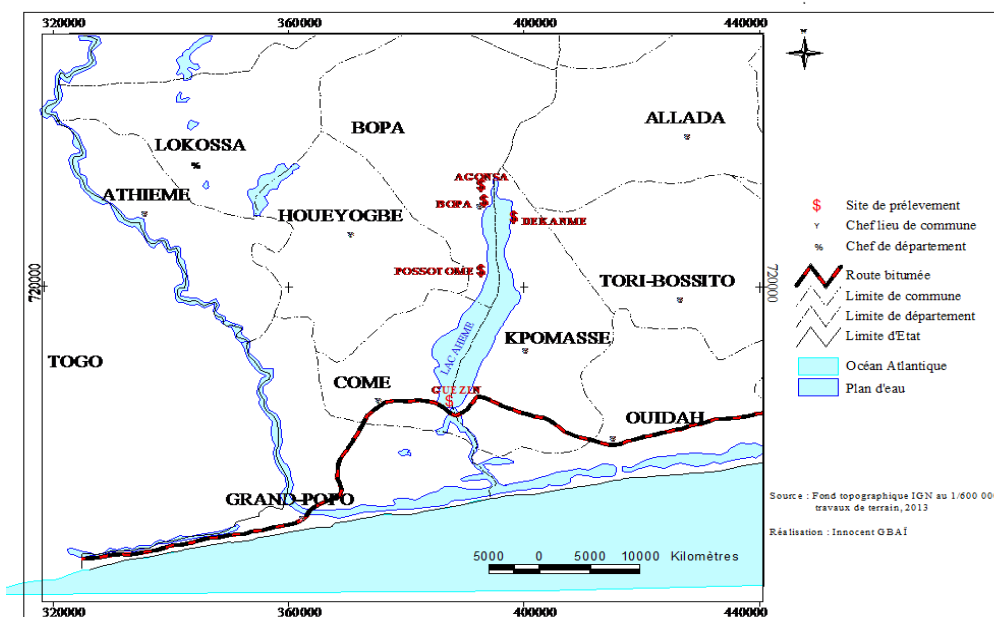 320000 360000 400000 440000
N
ALLADA
BOPA
LOKOSSA
ATHIEME
AGONSA
BOPA
DEKANME
HOUEYOGBE
POSSOTOME
720000
720000
TORI-BOSSITO
TOGO
LAC AHEME
KPOMASSE
COME
GUEZIN
OUIDAH
GRAND-POPO
5000 0 5000 10000 Kilomètres
320000 360000 400000 440000
Site de prélevement
Chef lieu de commune
Chef de département
Route bitumée
Limite de commune
Limite de département
Limite d'Etat
Océan Atlantique
Plan d'eau
Source : Fond topographique IGN au 1/600 00
travaux de terrain, 2013
Réalisation : Innocent GBAÏ